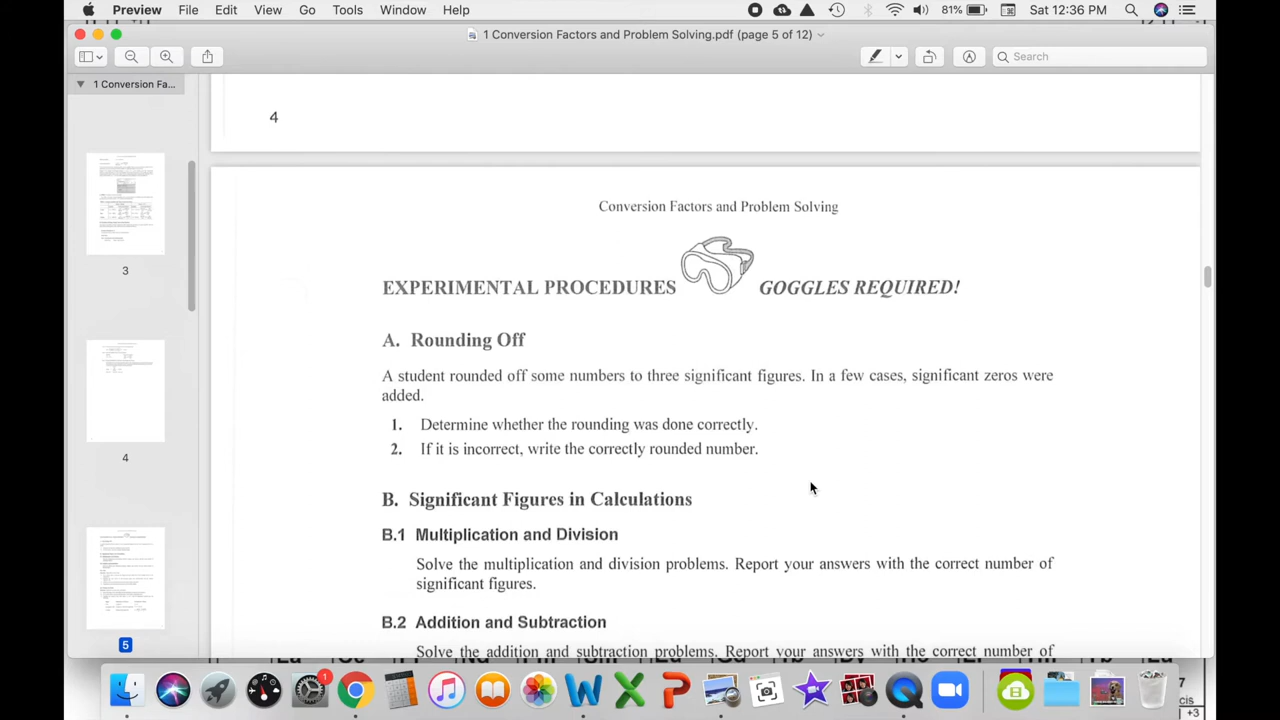 Preview File Edit View Go Tools Window Help 81% Sat 12:36 PM
1 Conversion Factors and Problem Solving.pdf (page 5 of 12)
Search
1 Conversion Fa...
4
3
4
5
Conversion Factors and Problem Solving
EXPERIMENTAL PROCEDURES GOGGLES REQUIRED!
A. Rounding Off
A student rounded off some numbers to three significant figures. In a few cases, significant zeros were
added.
1. Determine whether the rounding was done correctly.
2. If it is incorrect, write the correctly rounded number.
B. Significant Figures in Calculations
B.1 Multiplication and Division
Solve the multiplication and division problems. Report your answers with the correct number of
significant figures.
B.2 Addition and Subtraction
Solve the addition and subtraction problems. Report your answers with the correct number of
1
7
cis
+3